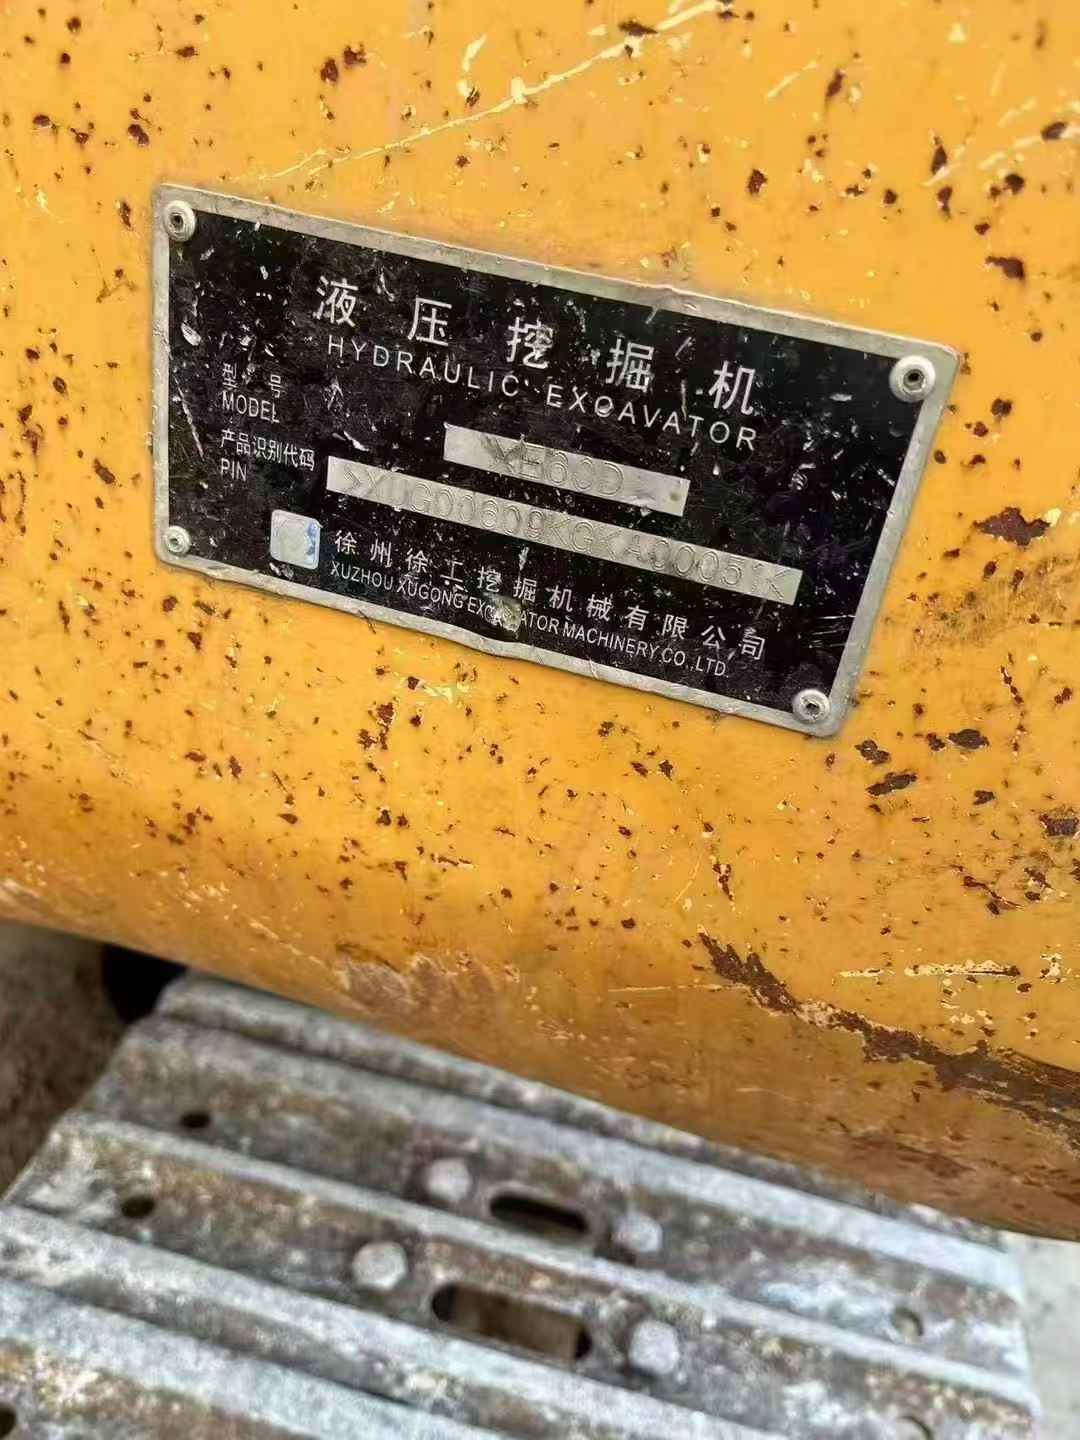 液压挖掘机
HYDRAULIC EXCAVATOR
型号
MODEL
XE60D
产品识别代码
PIN
徐州徐工挖掘机械有限公司
XUZHOU XUGONG EXCAVATOR MACHINERY CO.,LTD